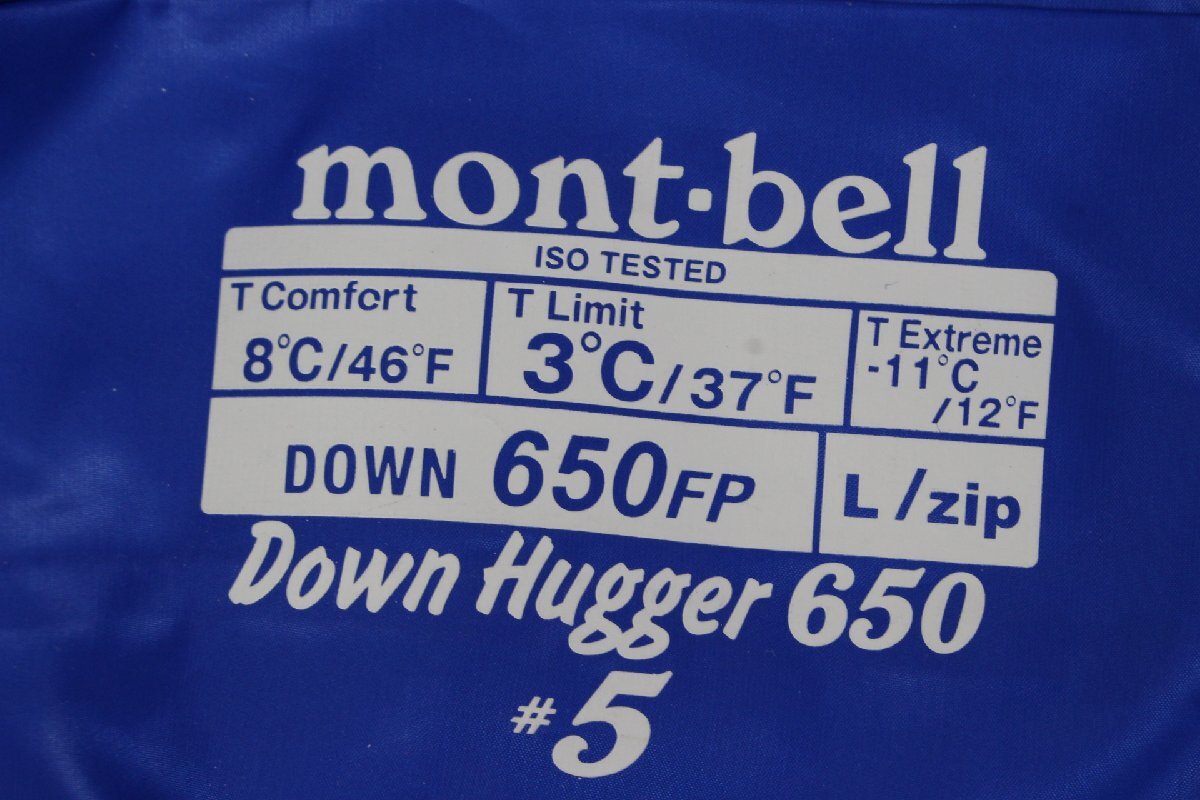 mont-bell
ISO TESTED
T Comfort
8°C/46°F
T Limit
3°C/37°F
T Extreme
-11°C
/12°F
DOWN 650FP
L/zip
Down Hugger 650
#5